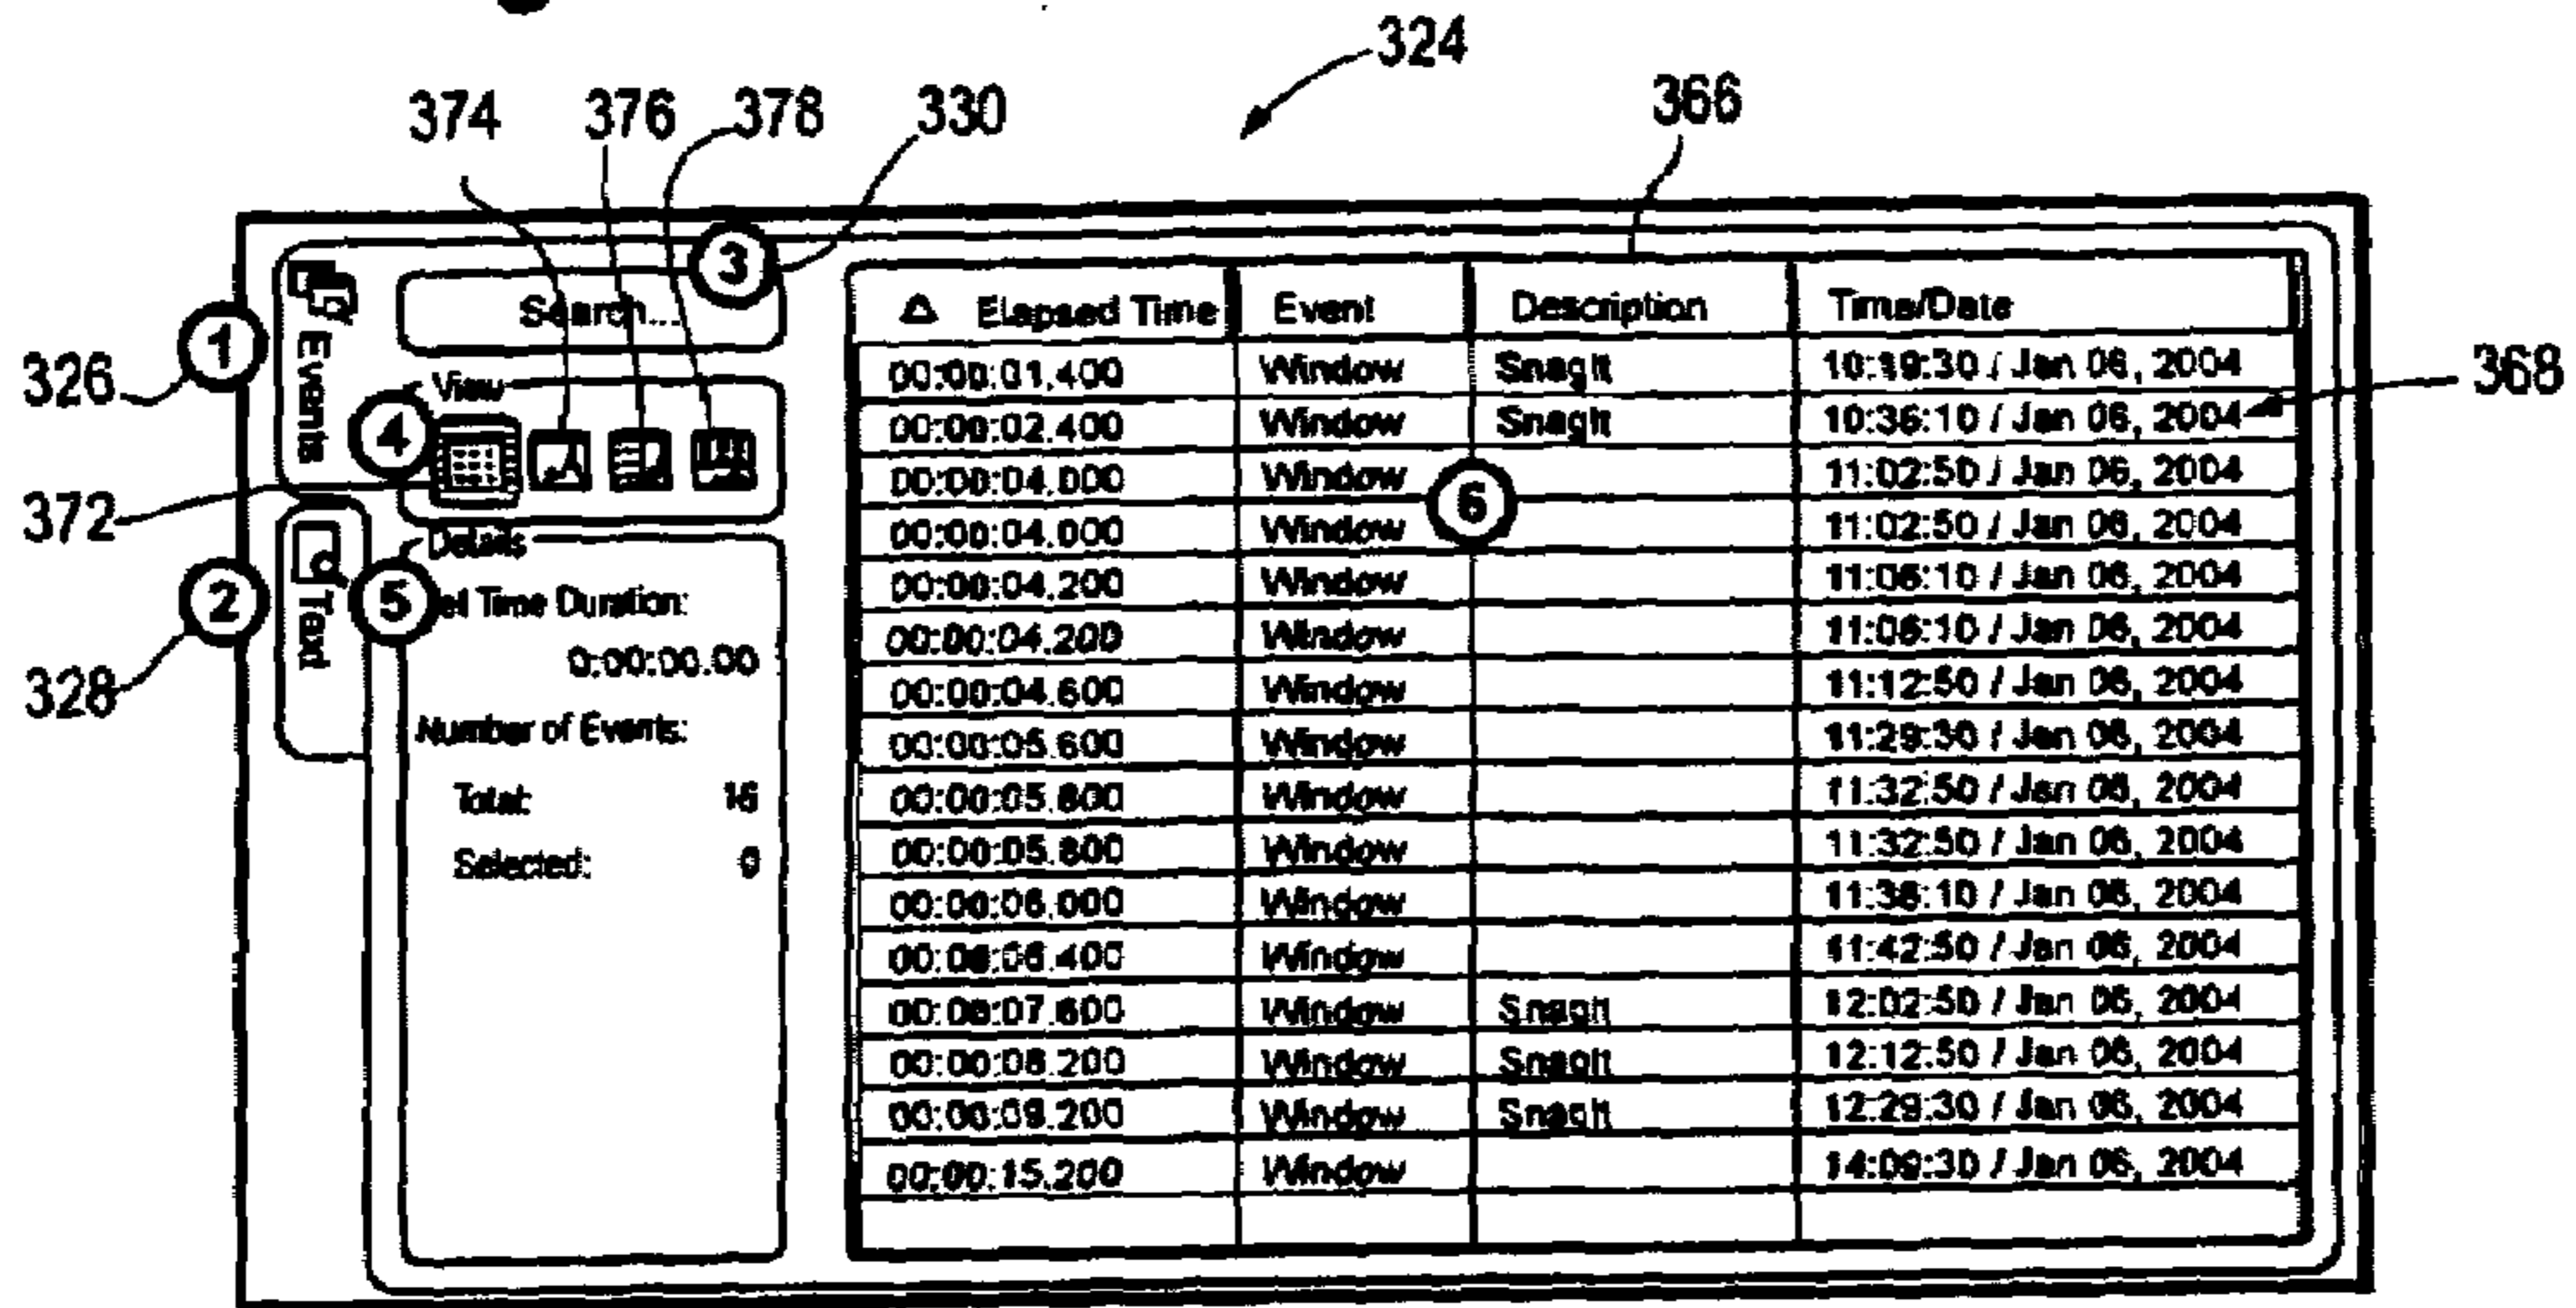 324
374 376 378 330 366
3
Search...
Δ Elapsed Time Event Description Time/Date
1
Events
326
00:00:01.400 Window SnagIt 10:19:30 / Jan 06, 2004
368
View
4
00:00:02.400 Window SnagIt 10:36:10 / Jan 06, 2004
372
00:00:04.000 Window 11:02:50 / Jan 06, 2004
6
00:00:04.000 Window 11:02:50 / Jan 06, 2004
Details
2
Text
328
5
el Time Duration:
00:00:04.200 Window 11:06:10 / Jan 06, 2004
00:00:04.200 Window 11:06:10 / Jan 06, 2004
0:00:00.00
00:00:04.600 Window 11:12:50 / Jan 06, 2004
Number of Events:
00:00:05.600 Window 11:29:30 / Jan 06, 2004
Total: 16
00:00:05.800 Window 11:32:50 / Jan 06, 2004
Selected: 0
00:00:05.800 Window 11:32:50 / Jan 06, 2004
00:00:06.000 Window 11:36:10 / Jan 06, 2004
00:00:06.400 Window 11:42:50 / Jan 06, 2004
00:00:07.600 Window SnagIt 12:02:50 / Jan 06, 2004
00:00:08.200 Window SnagIt 12:12:50 / Jan 06, 2004
00:00:09.200 Window SnagIt 12:29:30 / Jan 06, 2004
00:00:15.200 Window 14:09:30 / Jan 06, 2004